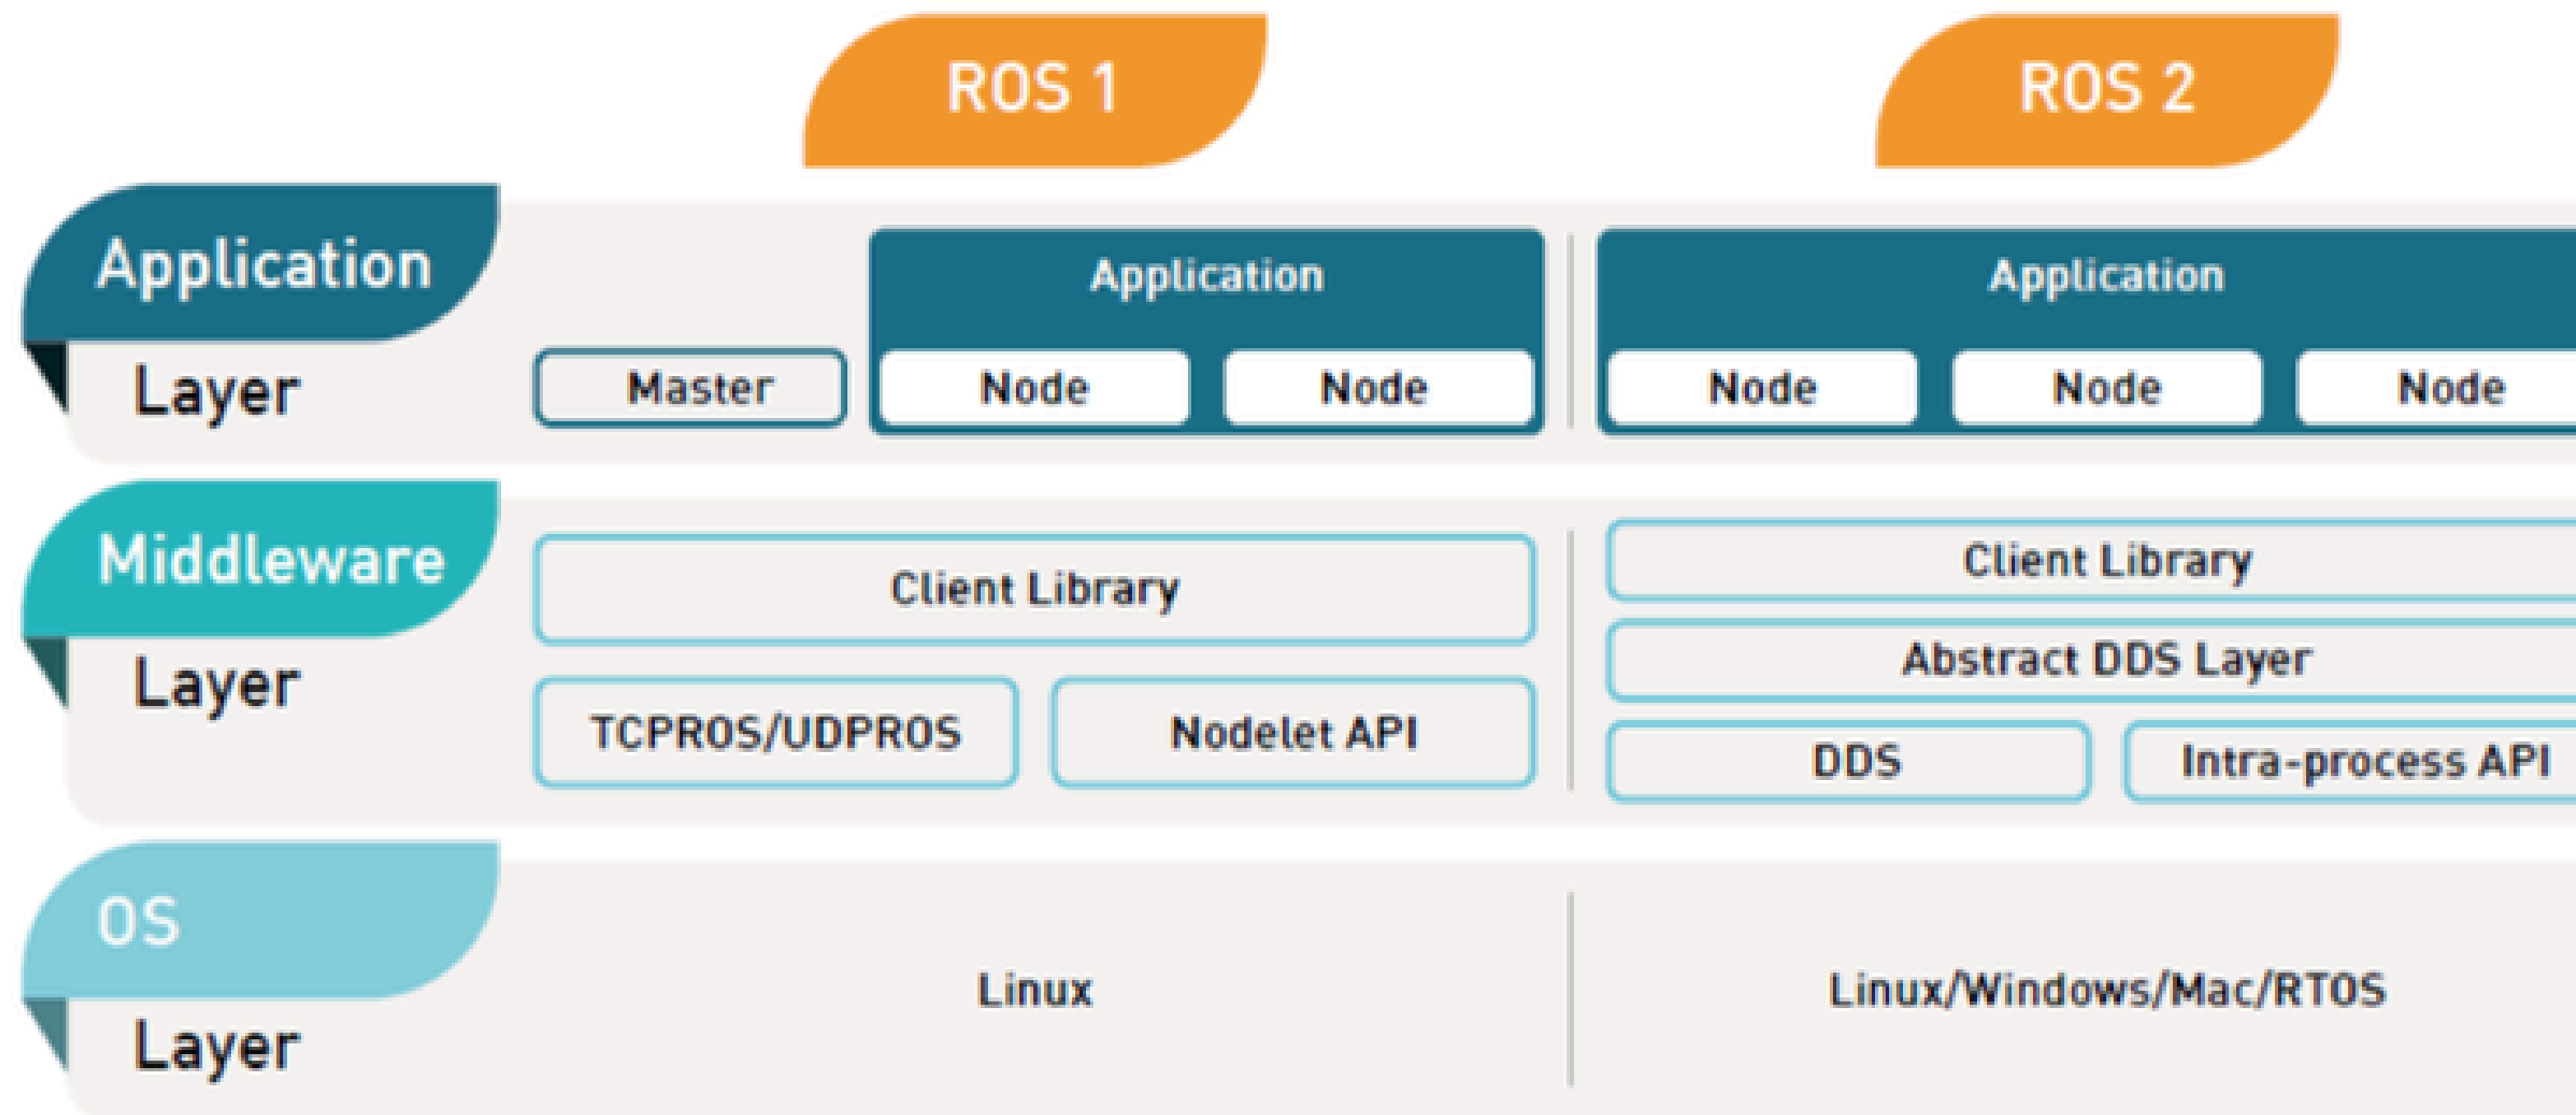 ROS 1
ROS 2
Application
Layer
Application
Master
Node
Node
Application
Node
Node
Node
Middleware
Layer
Client Library
TCPROS/UDPROS
Nodelet API
Client Library
Abstract DDS Layer
DDS
Intra-process API
OS
Layer
Linux
Linux/Windows/Mac/RTOS